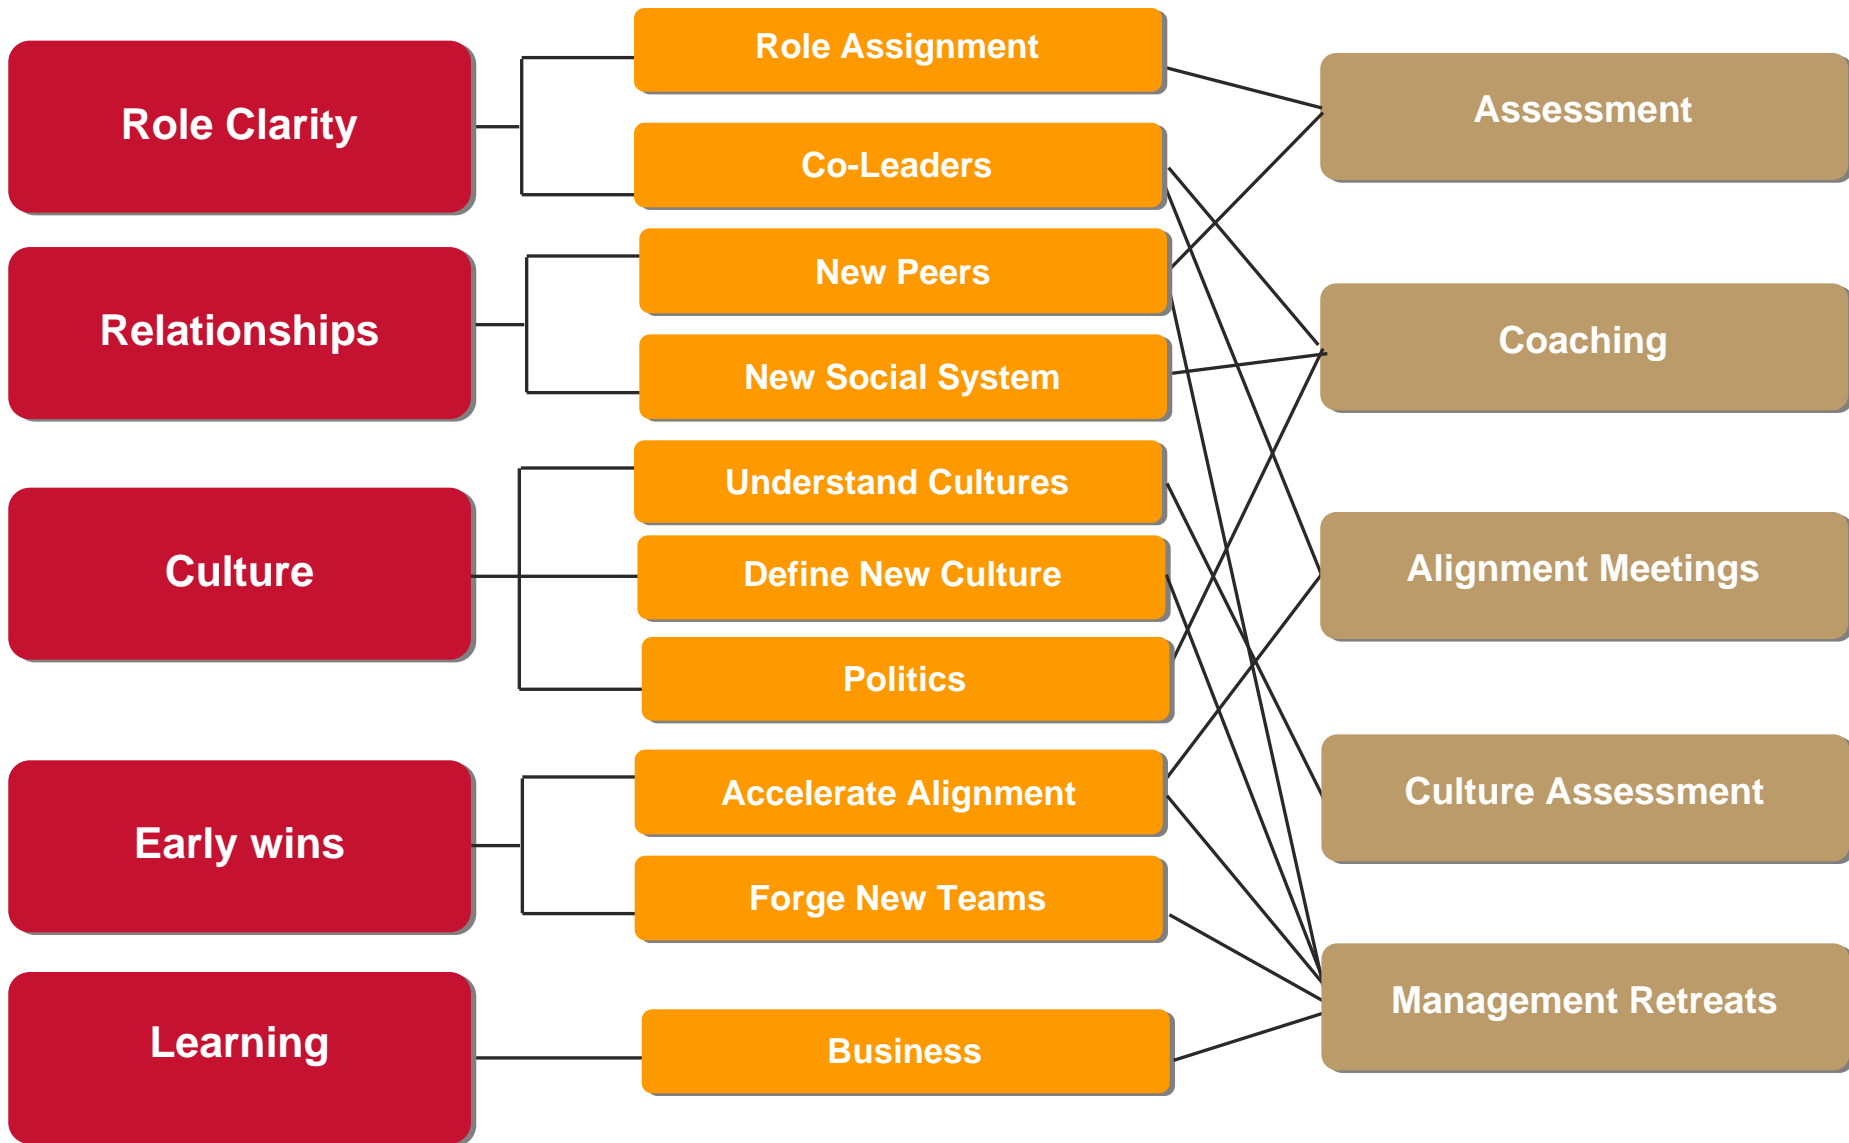 Role Clarity
Relationships
Culture
Early wins
Learning
Role Assignment
Co-Leaders
New Peers
New Social System
Understand Cultures
Define New Culture
Politics
Accelerate Alignment
Forge New Teams
Business
Assessment
Coaching
Alignment Meetings
Culture Assessment
Management Retreats